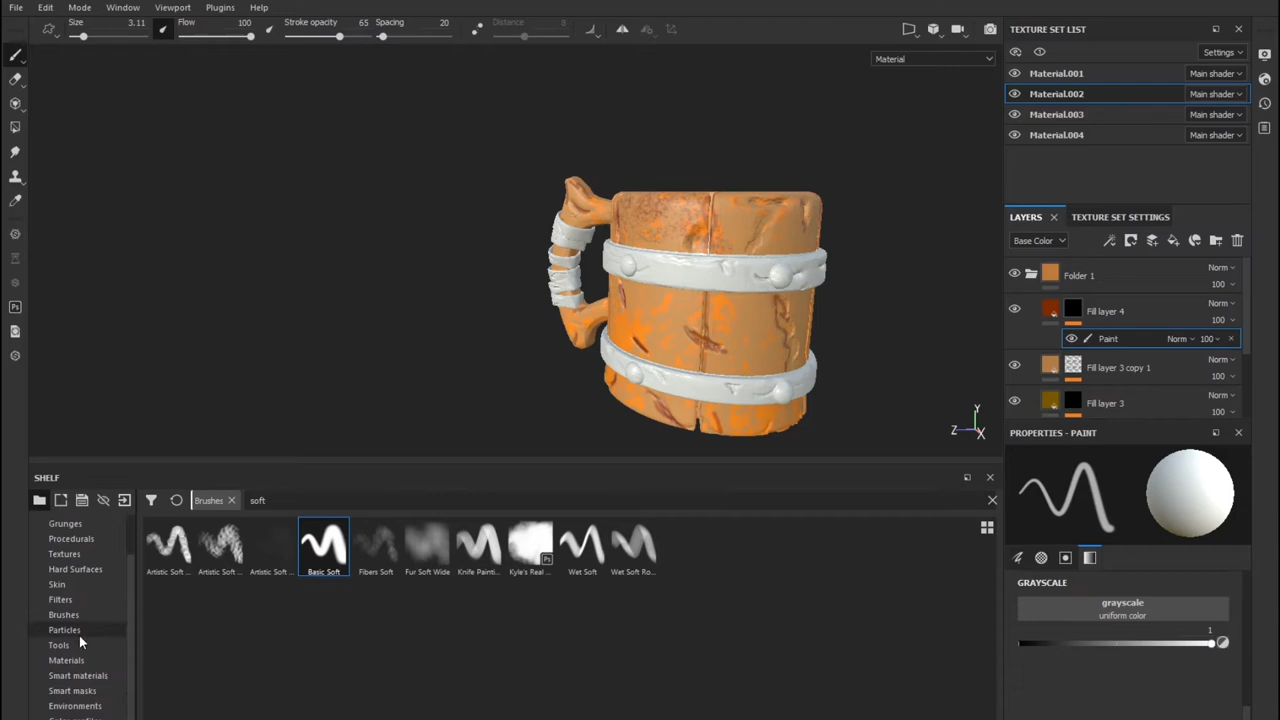 File Edit Mode Window Viewport Plugins Help
Size 3.11 Flow 100 Stroke opacity 65 Spacing 20 Distance 8
Material
TEXTURE SET LIST
Settings
Material.001 Main shader
Material.002 Main shader
Material.003 Main shader
Material.004 Main shader
LAYERS TEXTURE SET SETTINGS
Base Color
Folder 1 Norm 100
Fill layer 4 Norm 100
Paint Norm 100
Fill layer 3 copy 1 Norm 100
Fill layer 3 Norm 100
Ps
Y
Z X
PROPERTIES - PAINT
GRAYSCALE
grayscale
uniform color
1
SHELF
Brushes soft
Grunges
Procedurals
Textures
Hard Surfaces
Skin
Filters
Brushes
Particles
Tools
Materials
Smart materials
Smart masks
Environments
Artistic Soft ... Artistic Soft ... Artistic Soft ... Basic Soft Fibers Soft Fur Soft Wide Knife Painti... Kyle's Real ... Wet Soft Wet Soft Ro...
Ps